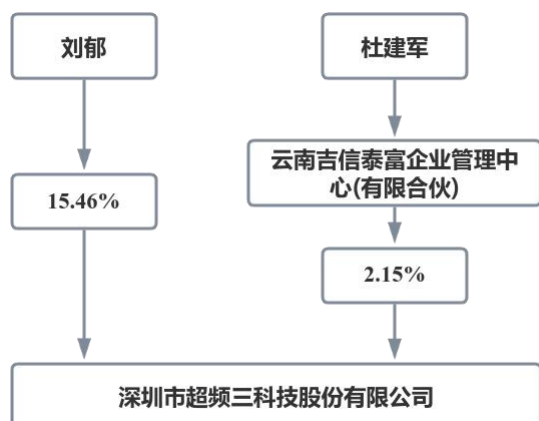 刘郁
杜建军
云南吉信泰富企业管理中
心(有限合伙)
15.46%
2.15%
深圳市超频三科技股份有限公司